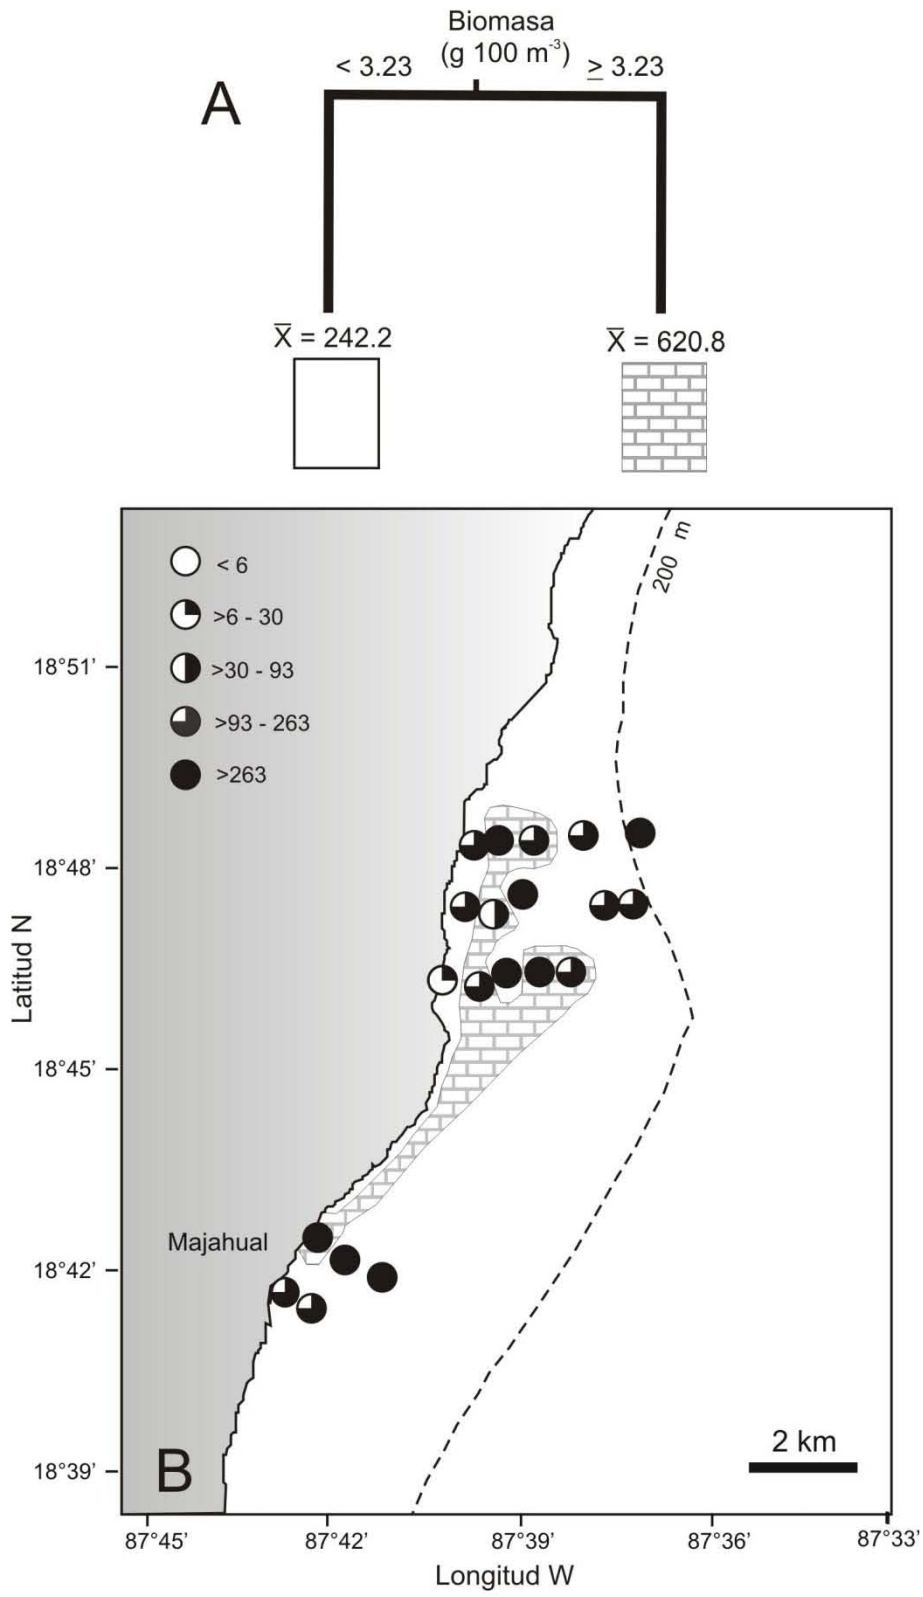 Biomasa
(g 100 m⁻³)
< 3.23
≥ 3.23
A
X̅ = 242.2
X̅ = 620.8
200 m
< 6
>6 - 30
>30 - 93
>93 - 263
>263
18°51'
18°48'
18°45'
18°42'
18°39'
Latitud N
Majahual
B
2 km
87°45'
87°42'
87°39'
87°36'
87°33'
Longitud W